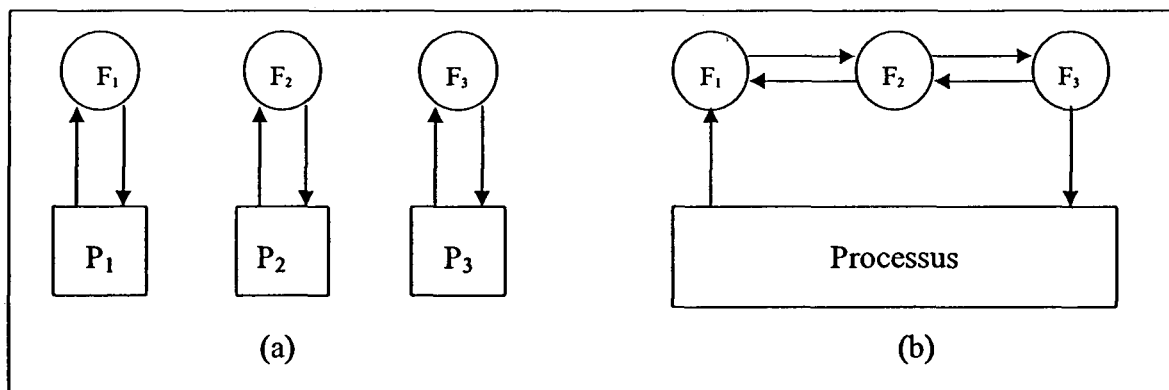 F₁ F₂ F₃ F₁ F₂ F₃
P₁ P₂ P₃ Processus
(a) (b)